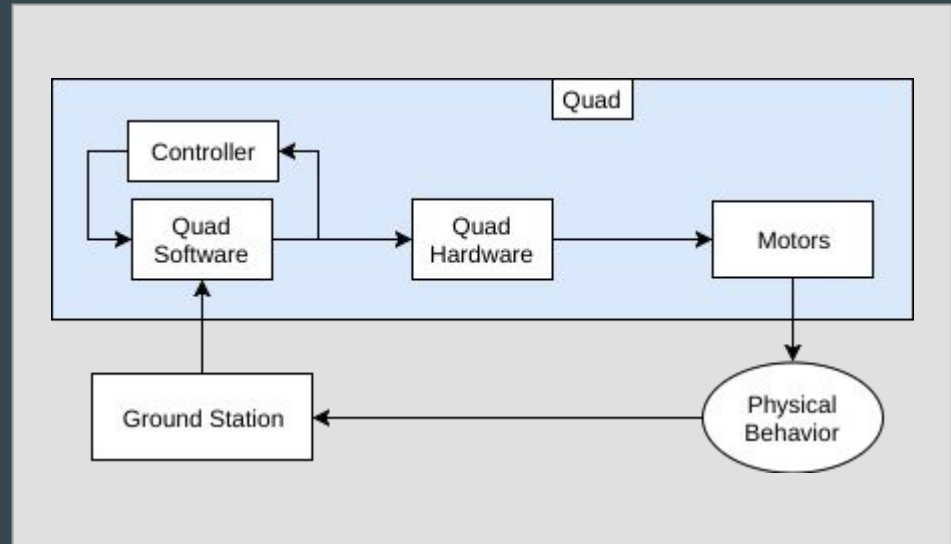 Quad
Controller
Quad
Software
Quad
Hardware
Motors
Ground Station
Physical
Behavior